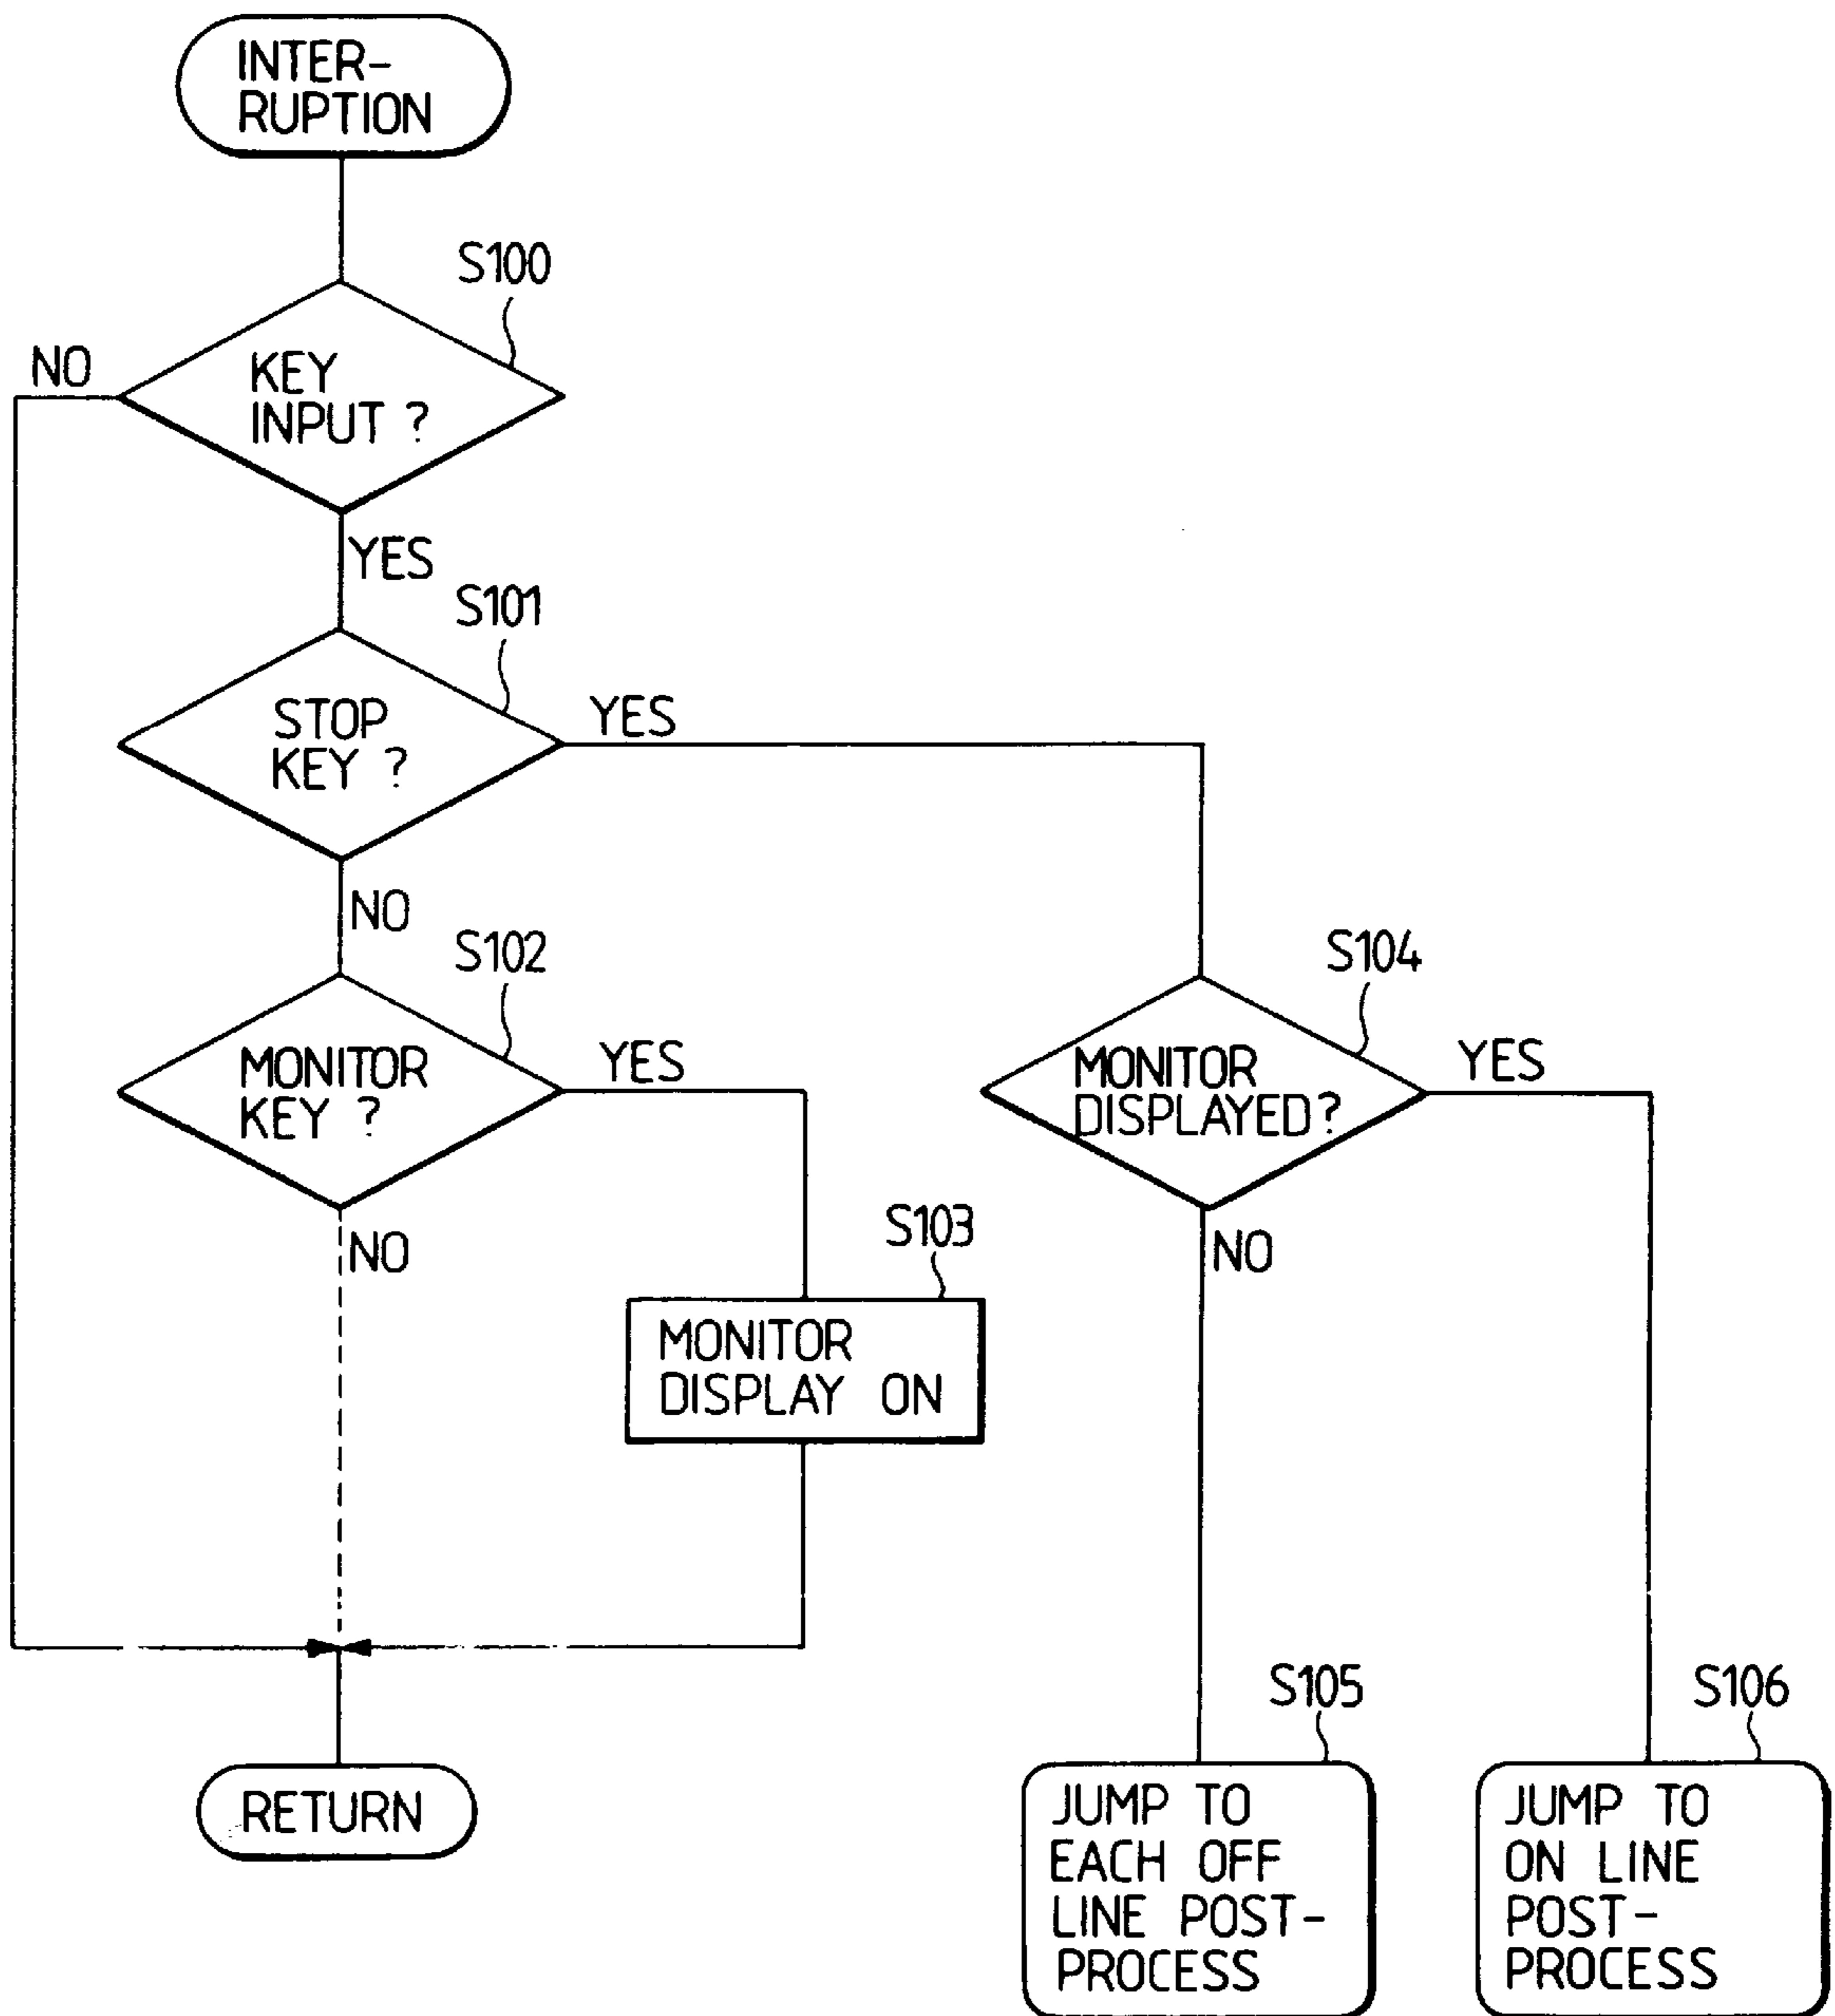 INTER-
RUPTION
S100
NO
KEY
INPUT ?
YES
S101
STOP
KEY ?
YES
NO
S102
MONITOR
KEY ?
YES
S104
MONITOR
DISPLAYED?
YES
NO
S103
NO
MONITOR
DISPLAY ON
S105
S106
RETURN
JUMP TO
EACH OFF
LINE POST-
PROCESS
JUMP TO
ON LINE
POST-
PROCESS